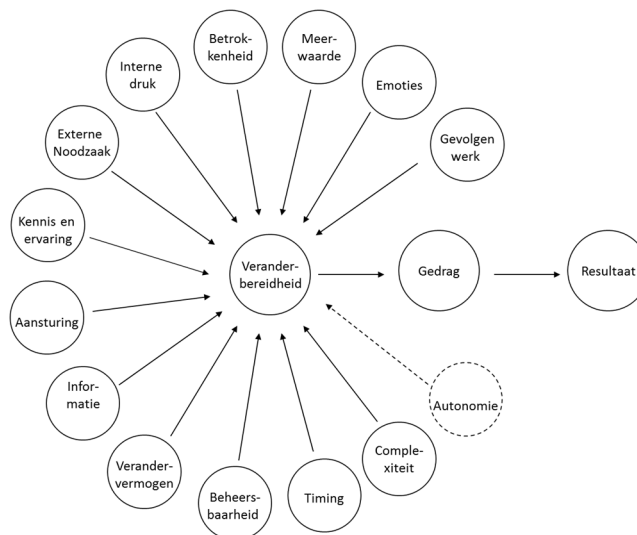 Betrok-
kenheid
Meer-
waarde
Interne
druk
Emoties
Externe
Noodzaak
Gevolgen
werk
Kennis en
ervaring
Verander-
bereidheid
Gedrag
Resultaat
Aansturing
Infor-
matie
Autonomie
Verander-
vermogen
Beheers-
baarheid
Timing
Comple-
xiteit